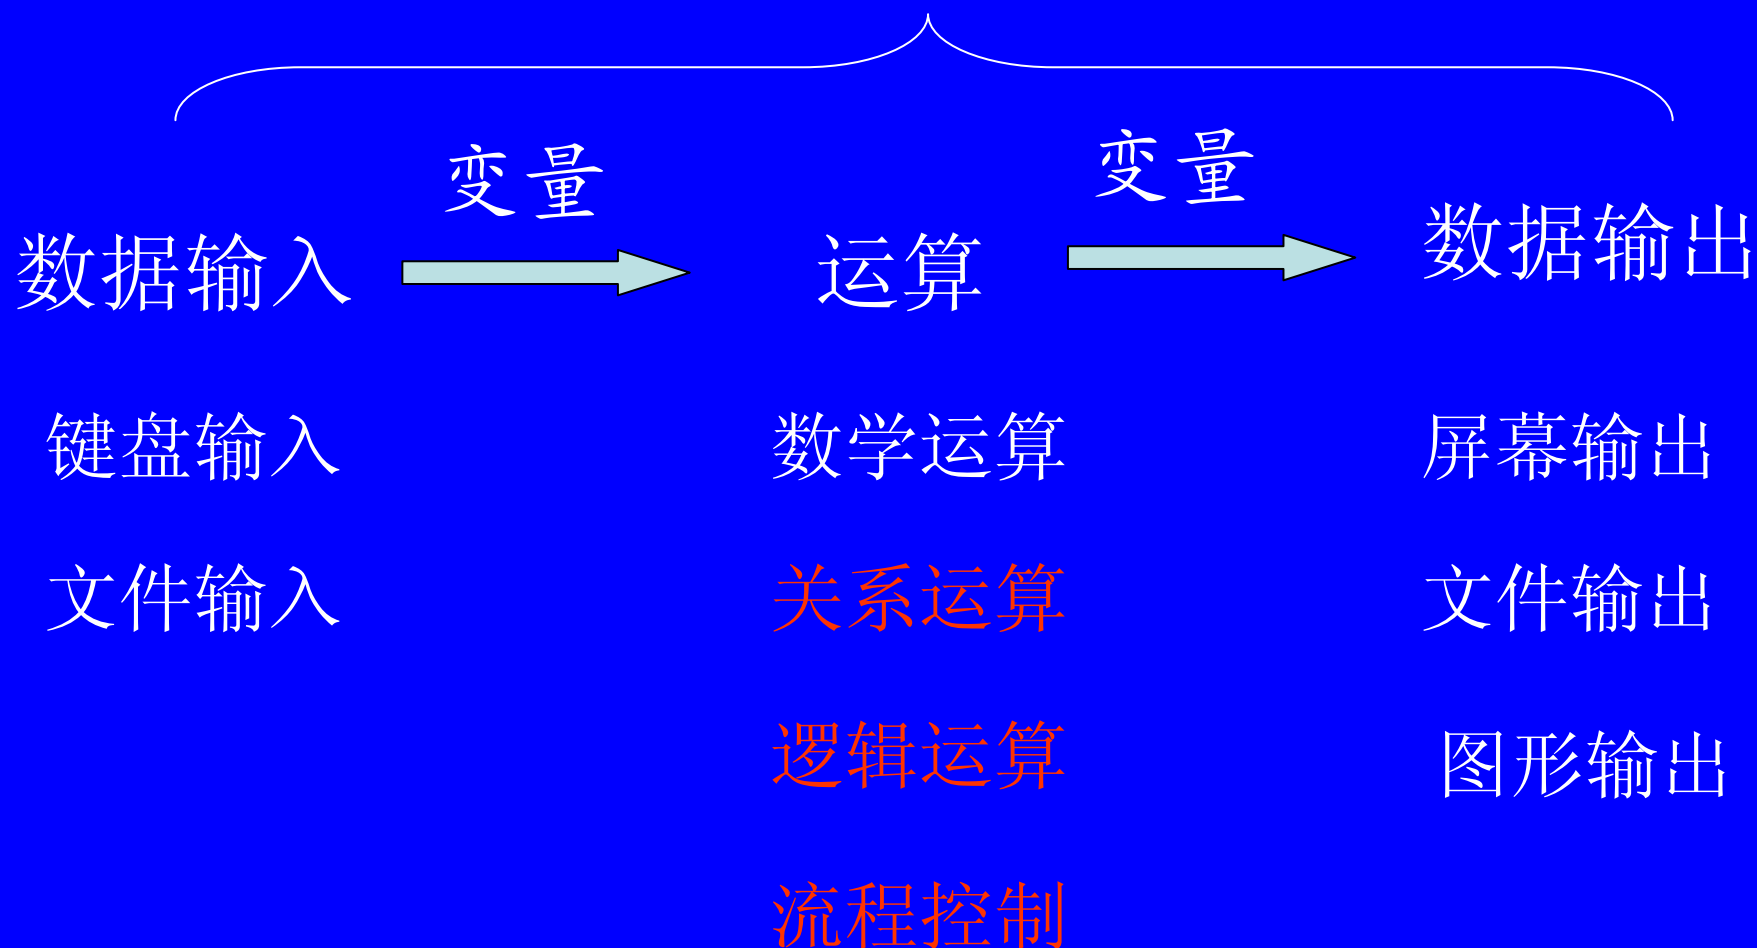 变量 变量
数据输入 运算 数据输出
键盘输入 数学运算 屏幕输出
文件输入 关系运算 文件输出
逻辑运算 图形输出
流程控制